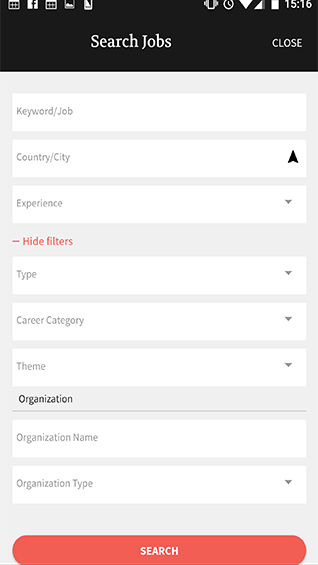 15:16
Search Jobs
CLOSE
Keyword/Job
Country/City
Experience
— Hide filters
Type
Career Category
Theme
Organization
Organization Name
Organization Type
SEARCH